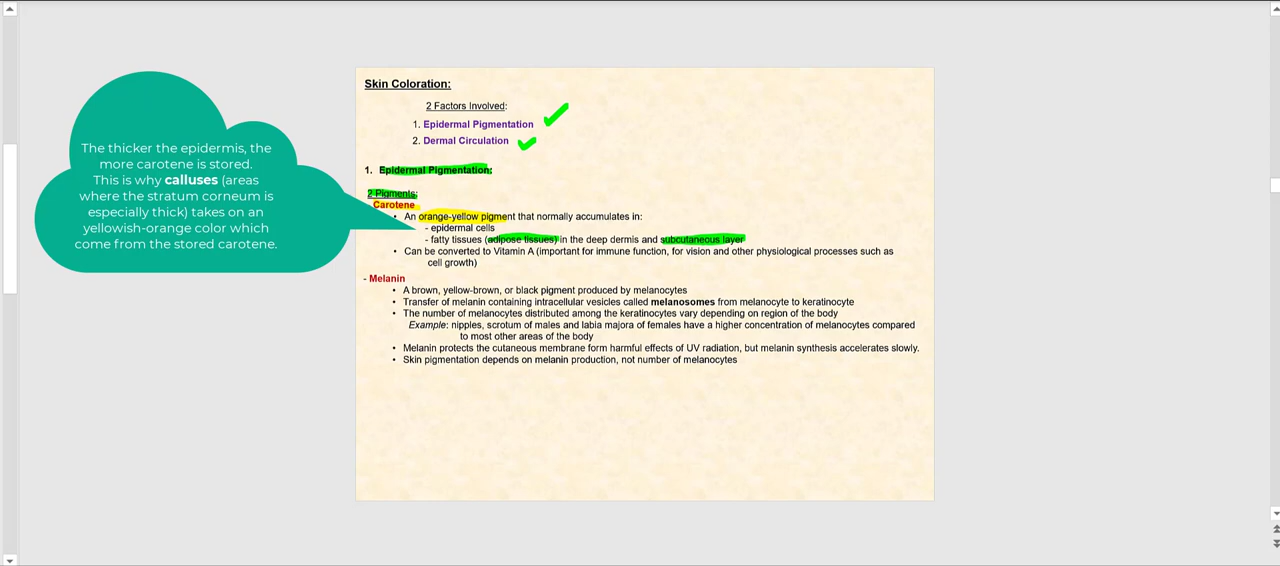 The thicker the epidermis, the
more carotene is stored.
This is why calluses (areas
where the stratum corneum is
especially thick) takes on an
yellowish-orange color which
come from the stored carotene.
Skin Coloration:
2 Factors Involved:
1. Epidermal Pigmentation
2. Dermal Circulation
1. Epidermal Pigmentation:
2 Pigments:
Carotene
• An orange-yellow pigment that normally accumulates in:
- epidermal cells
- fatty tissues (adipose tissues) in the deep dermis and subcutaneous layer
• Can be converted to Vitamin A (important for immune function, for vision and other physiological processes such as
cell growth)
- Melanin
• A brown, yellow-brown, or black pigment produced by melanocytes
• Transfer of melanin containing intracellular vesicles called melanosomes from melanocyte to keratinocyte
• The number of melanocytes distributed among the keratinocytes vary depending on region of the body
Example: nipples, scrotum of males and labia majora of females have a higher concentration of melanocytes compared
to most other areas of the body
• Melanin protects the cutaneous membrane form harmful effects of UV radiation, but melanin synthesis accelerates slowly.
• Skin pigmentation depends on melanin production, not number of melanocytes